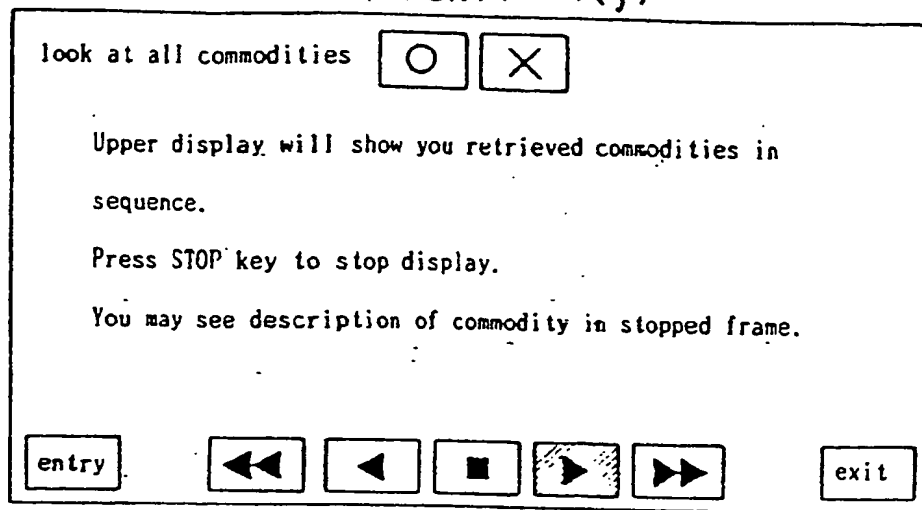 look at all commodities
Upper display will show you retrieved commodities in
sequence.
Press STOP key to stop display.
You may see description of commodity in stopped frame.
entry exit